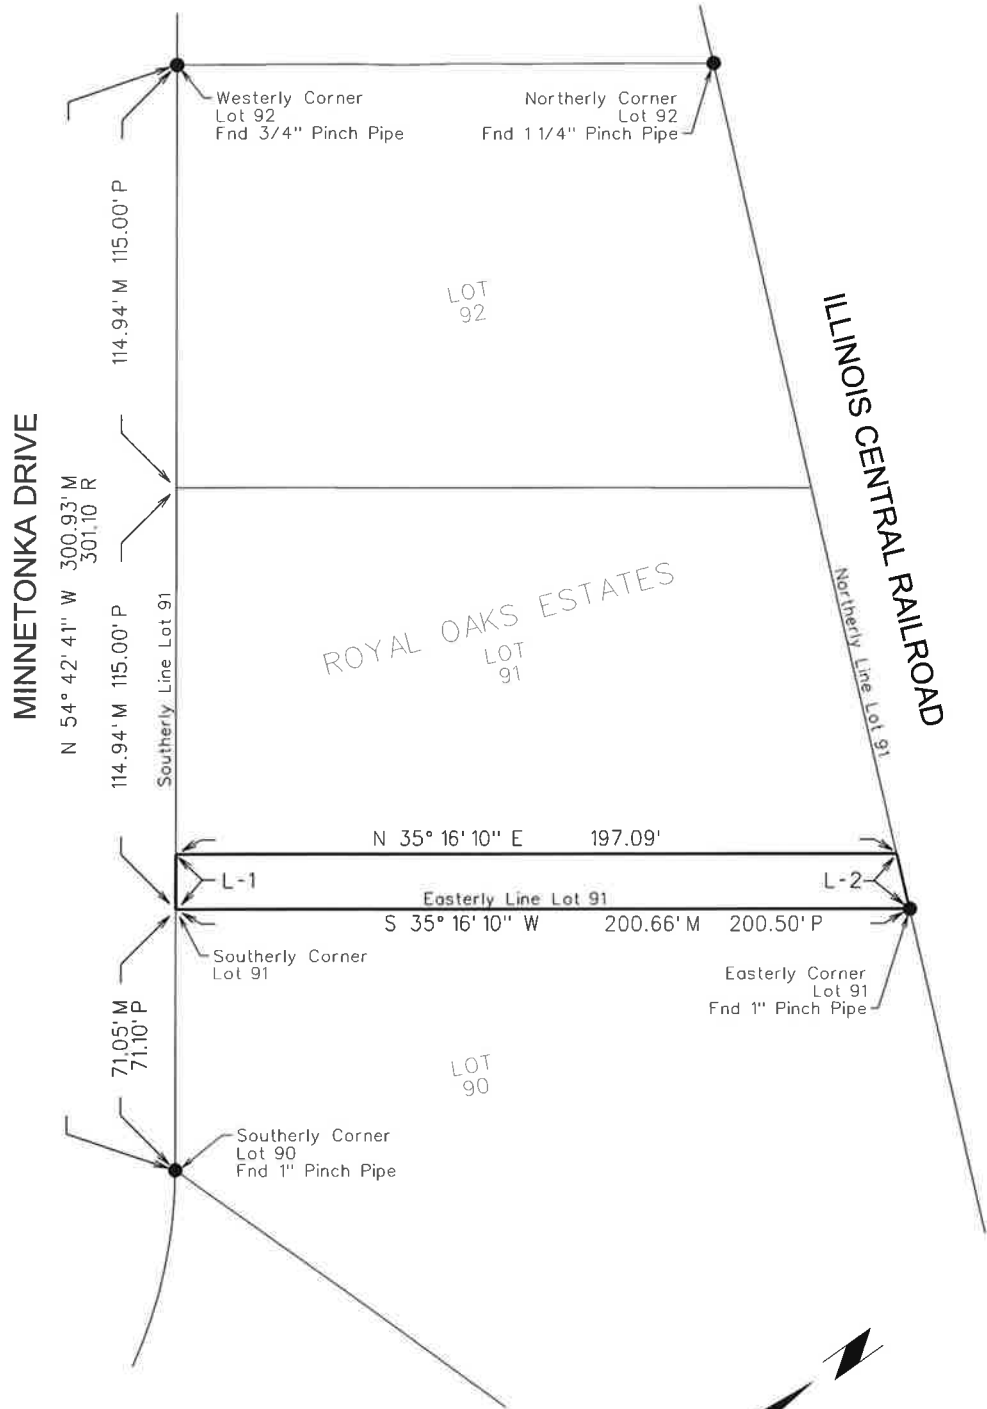 Westerly Corner
Lot 92
Fnd 3/4" Pinch Pipe
Northerly Corner
Lot 92
Fnd 1 1/4" Pinch Pipe
114.94' M 115.00' P
LOT
92
ILLINOIS CENTRAL RAILROAD
MINNETONKA DRIVE
N 54° 42' 41" W 300.93' M
301.10 R
ROYAL OAKS ESTATES
LOT
91
Northerly Line Lot 91
114.94' M 115.00' P
Southerly Line Lot 91
N 35° 16' 10" E 197.09'
L-1
L-2
Easterly Line Lot 91
S 35° 16' 10" W 200.66' M 200.50' P
Southerly Corner
Lot 91
Easterly Corner
Lot 91
Fnd 1" Pinch Pipe
71.05' M
71.10' P
LOT
90
Southerly Corner
Lot 90
Fnd 1" Pinch Pipe
N